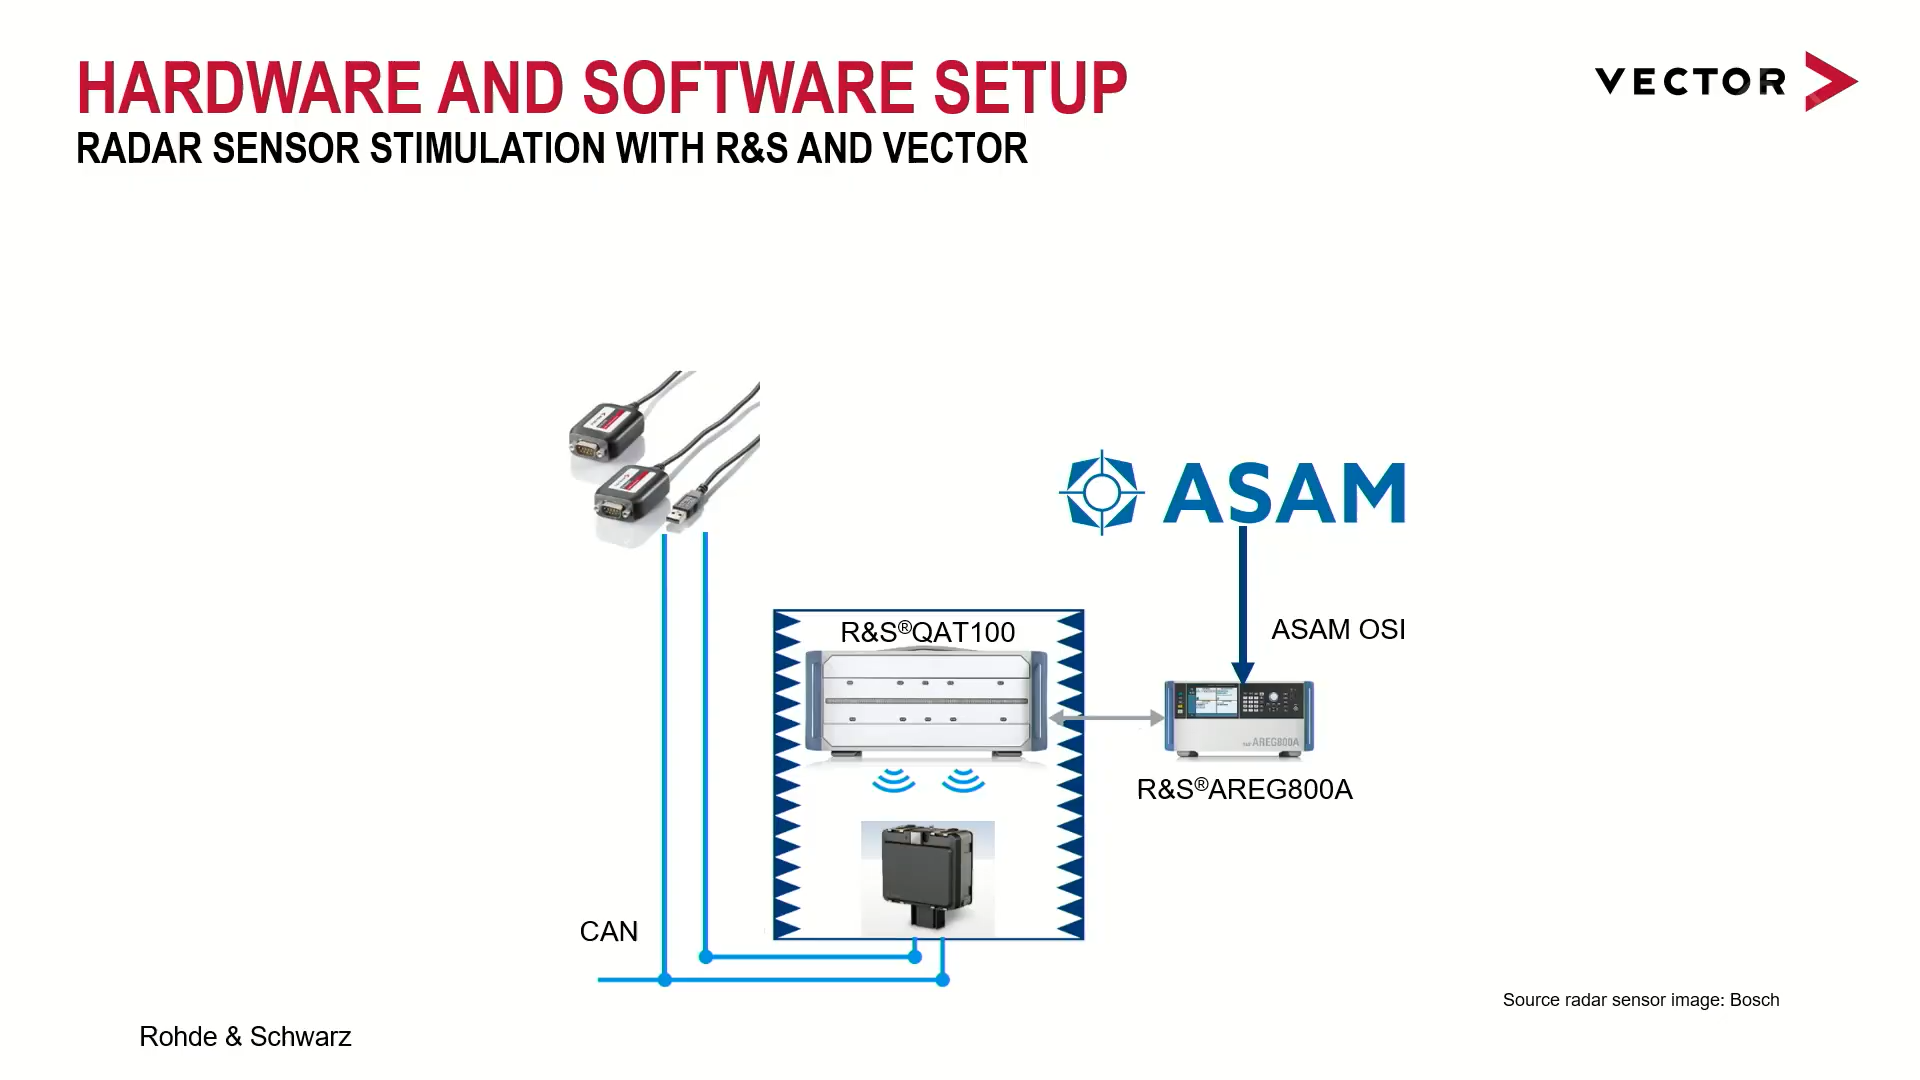 HARDWARE AND SOFTWARE SETUP
RADAR SENSOR STIMULATION WITH R&S AND VECTOR
VECTOR
ASAM
ASAM OSI
R&S®QAT100
AREG800A
R&S®AREG800A
CAN
Source radar sensor image: Bosch
Rohde & Schwarz